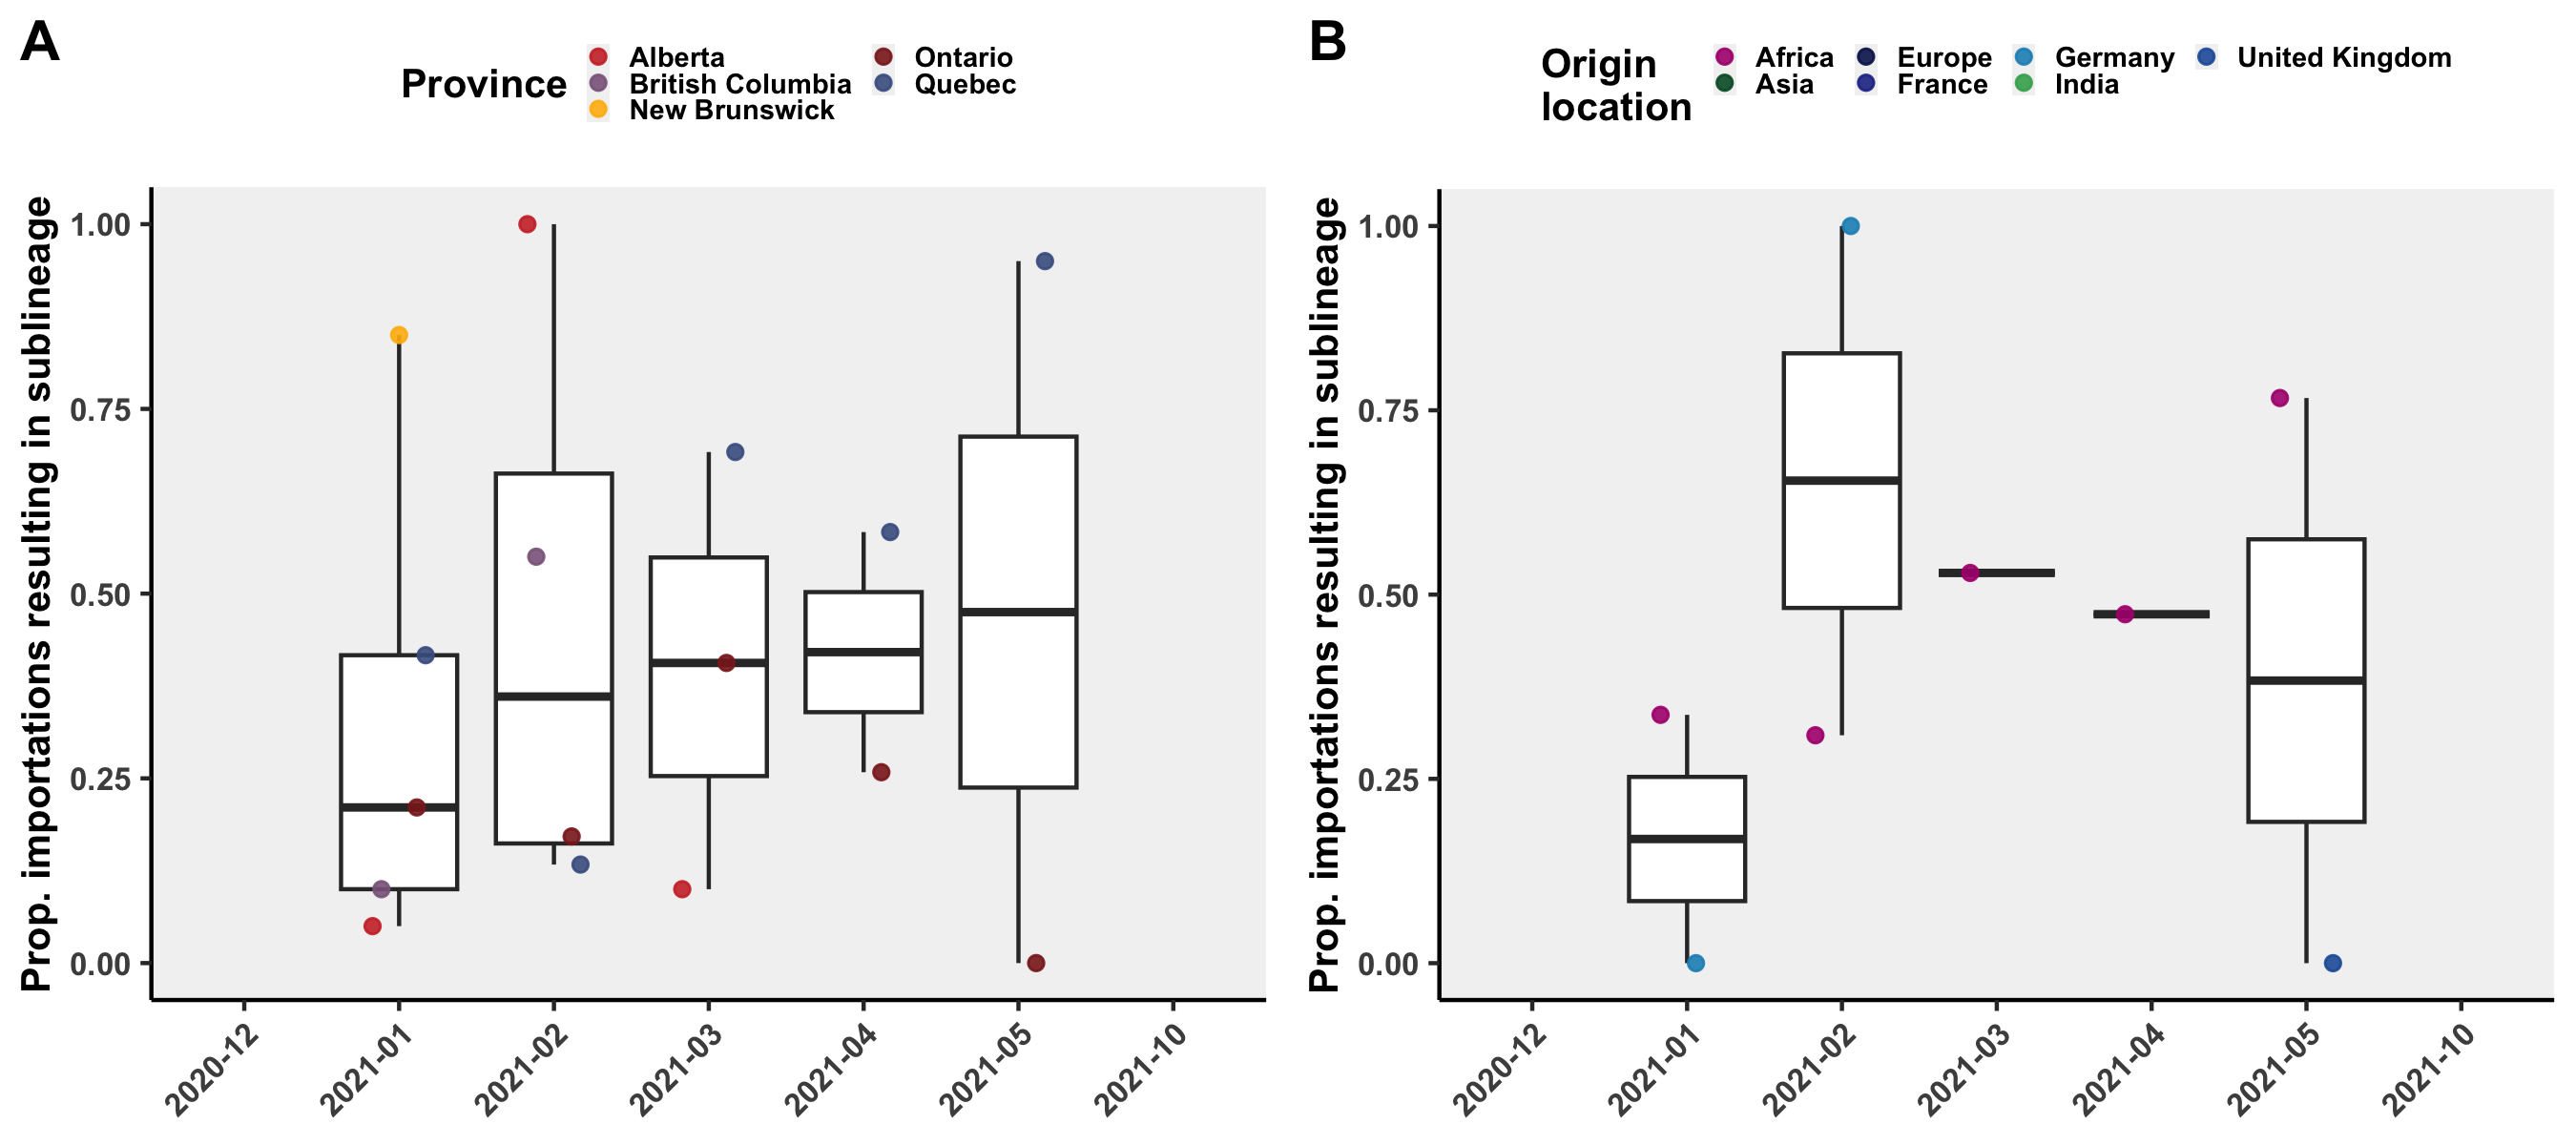 A
Province
Alberta
British Columbia
New Brunswick
Ontario
Quebec
Prop. importations resulting in sublineage
1.00
0.75
0.50
0.25
0.00
2020-12
2021-01
2021-02
2021-03
2021-04
2021-05
2021-10
B
Origin
location
Africa
Asia
Europe
France
Germany
India
United Kingdom
Prop. importations resulting in sublineage
1.00
0.75
0.50
0.25
0.00
2020-12
2021-01
2021-02
2021-03
2021-04
2021-05
2021-10